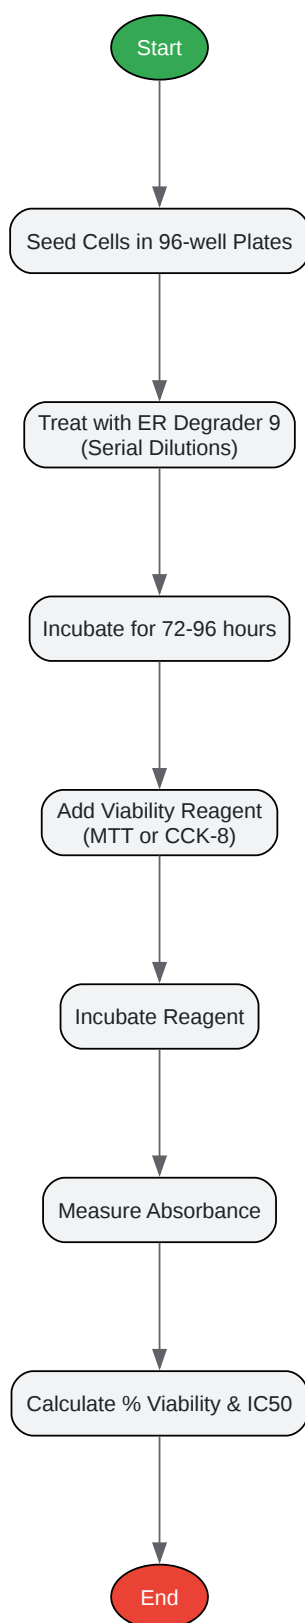 Start
Seed Cells in 96-well Plates
Treat with ER Degrader 9
(Serial Dilutions)
Incubate for 72-96 hours
Add Viability Reagent
(MTT or CCK-8)
Incubate Reagent
Measure Absorbance
Calculate % Viability & IC50
End